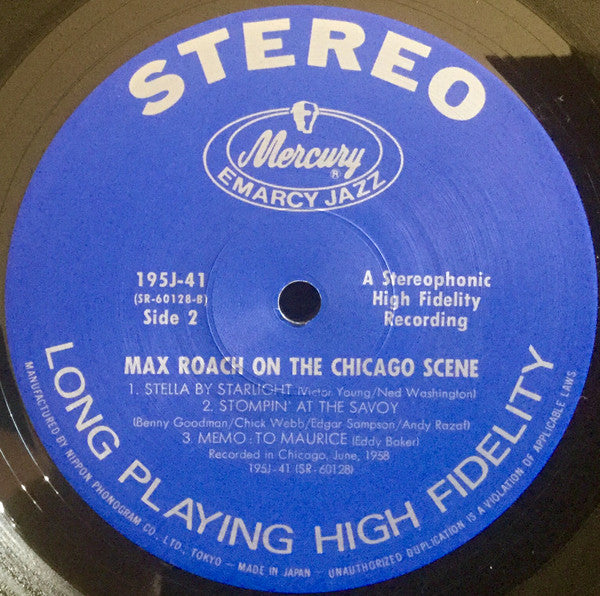 STEREO
Mercury
®
EMARCY JAZZ
195J-41
(SR-60128-B)
Side 2
A Stereophonic
High Fidelity
Recording
MAX ROACH ON THE CHICAGO SCENE
1. STELLA BY STARLIGHT (Victor Young/Ned Washington)
2. STOMPIN' AT THE SAVOY
(Benny Goodman/Chick Webb/Edgar Sampson/Andy Razaf)
3. MEMO : TO MAURICE (Eddy Baker)
Recorded in Chicago, June, 1958
195J-41 (SR-60128)
LONG PLAYING HIGH FIDELITY
MANUFACTURED BY NIPPON PHONOGRAM CO., LTD., TOKYO – MADE IN JAPAN – UNAUTHORIZED DUPLICATION IS A VIOLATION OF APPLICABLE LAWS